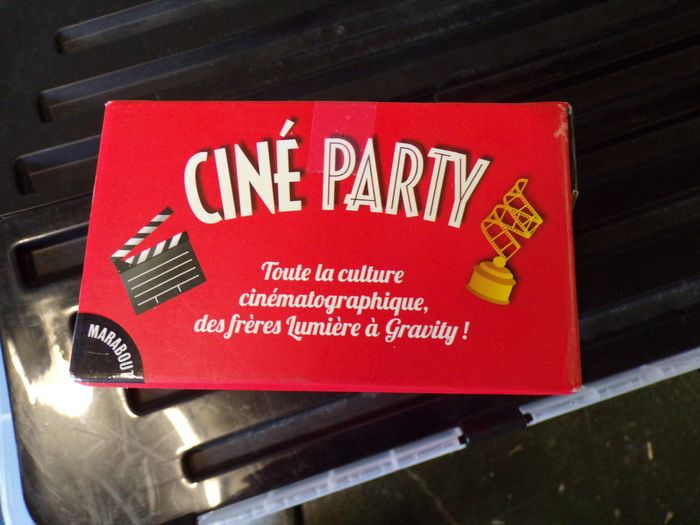 CINÉ PARTY
Toute la culture
cinématographique,
des frères Lumière à Gravity !
MARABOUT